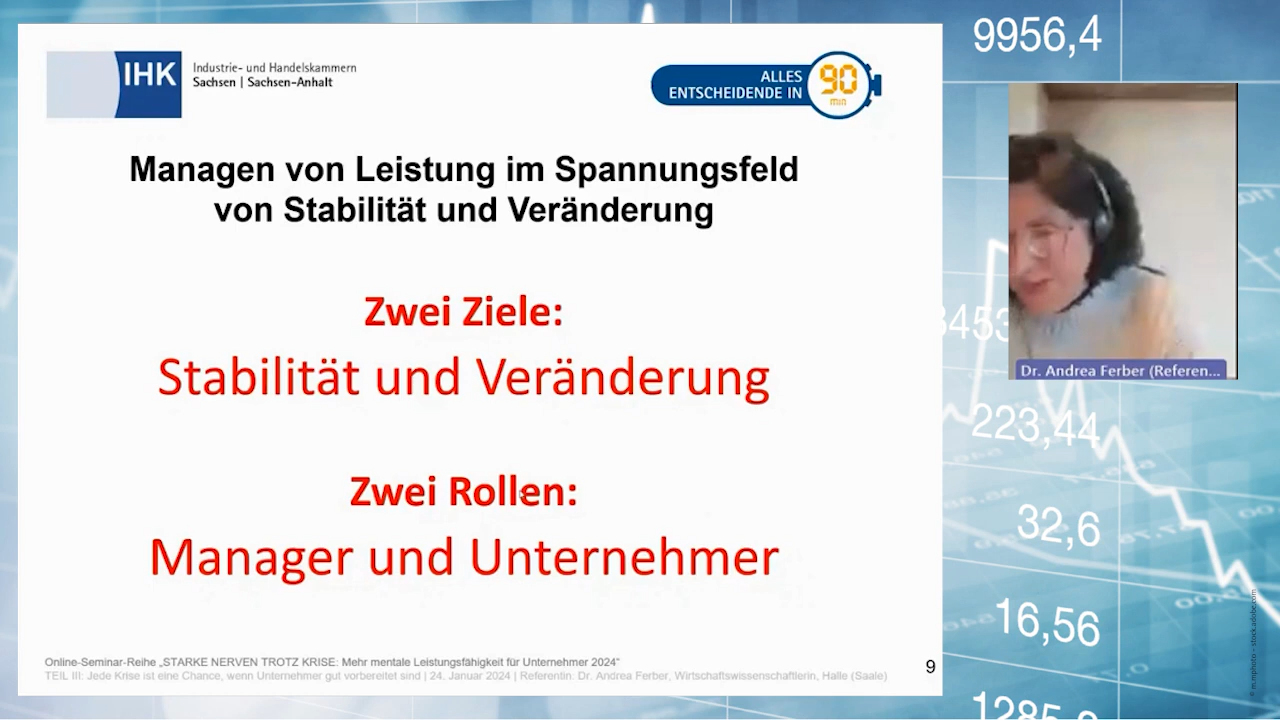 IHK
Industrie- und Handelskammern
Sachsen | Sachsen-Anhalt
ALLES
ENTSCHEIDENDE IN
90
min
Managen von Leistung im Spannungsfeld
von Stabilität und Veränderung
Zwei Ziele:
Stabilität und Veränderung
Zwei Rollen:
Manager und Unternehmer
Online-Seminar-Reihe „STARKE NERVEN TROTZ KRISE: Mehr mentale Leistungsfähigkeit für Unternehmer 2024“
TEIL III: Jede Krise ist eine Chance, wenn Unternehmer gut vorbereitet sind | 24. Januar 2024 | Referentin: Dr. Andrea Ferber, Wirtschaftswissenschaftlerin, Halle (Saale)
9
9956,4
Dr. Andrea Ferber (Referen...
223,44
32,6
16,56